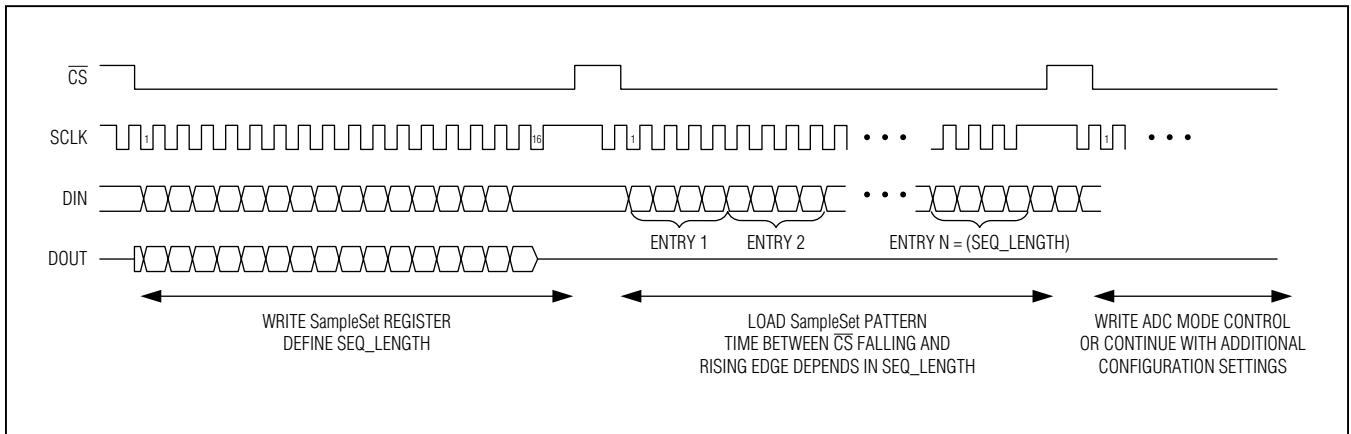 CS
SCLK
1
16
1
• • •
1
• • •
DIN
• • •
ENTRY 1
ENTRY 2
ENTRY N = (SEQ_LENGTH)
DOUT
WRITE SampleSet REGISTER
DEFINE SEQ_LENGTH
LOAD SampleSet PATTERN
TIME BETWEEN CS FALLING AND
RISING EDGE DEPENDS IN SEQ_LENGTH
WRITE ADC MODE CONTROL
OR CONTINUE WITH ADDITIONAL
CONFIGURATION SETTINGS